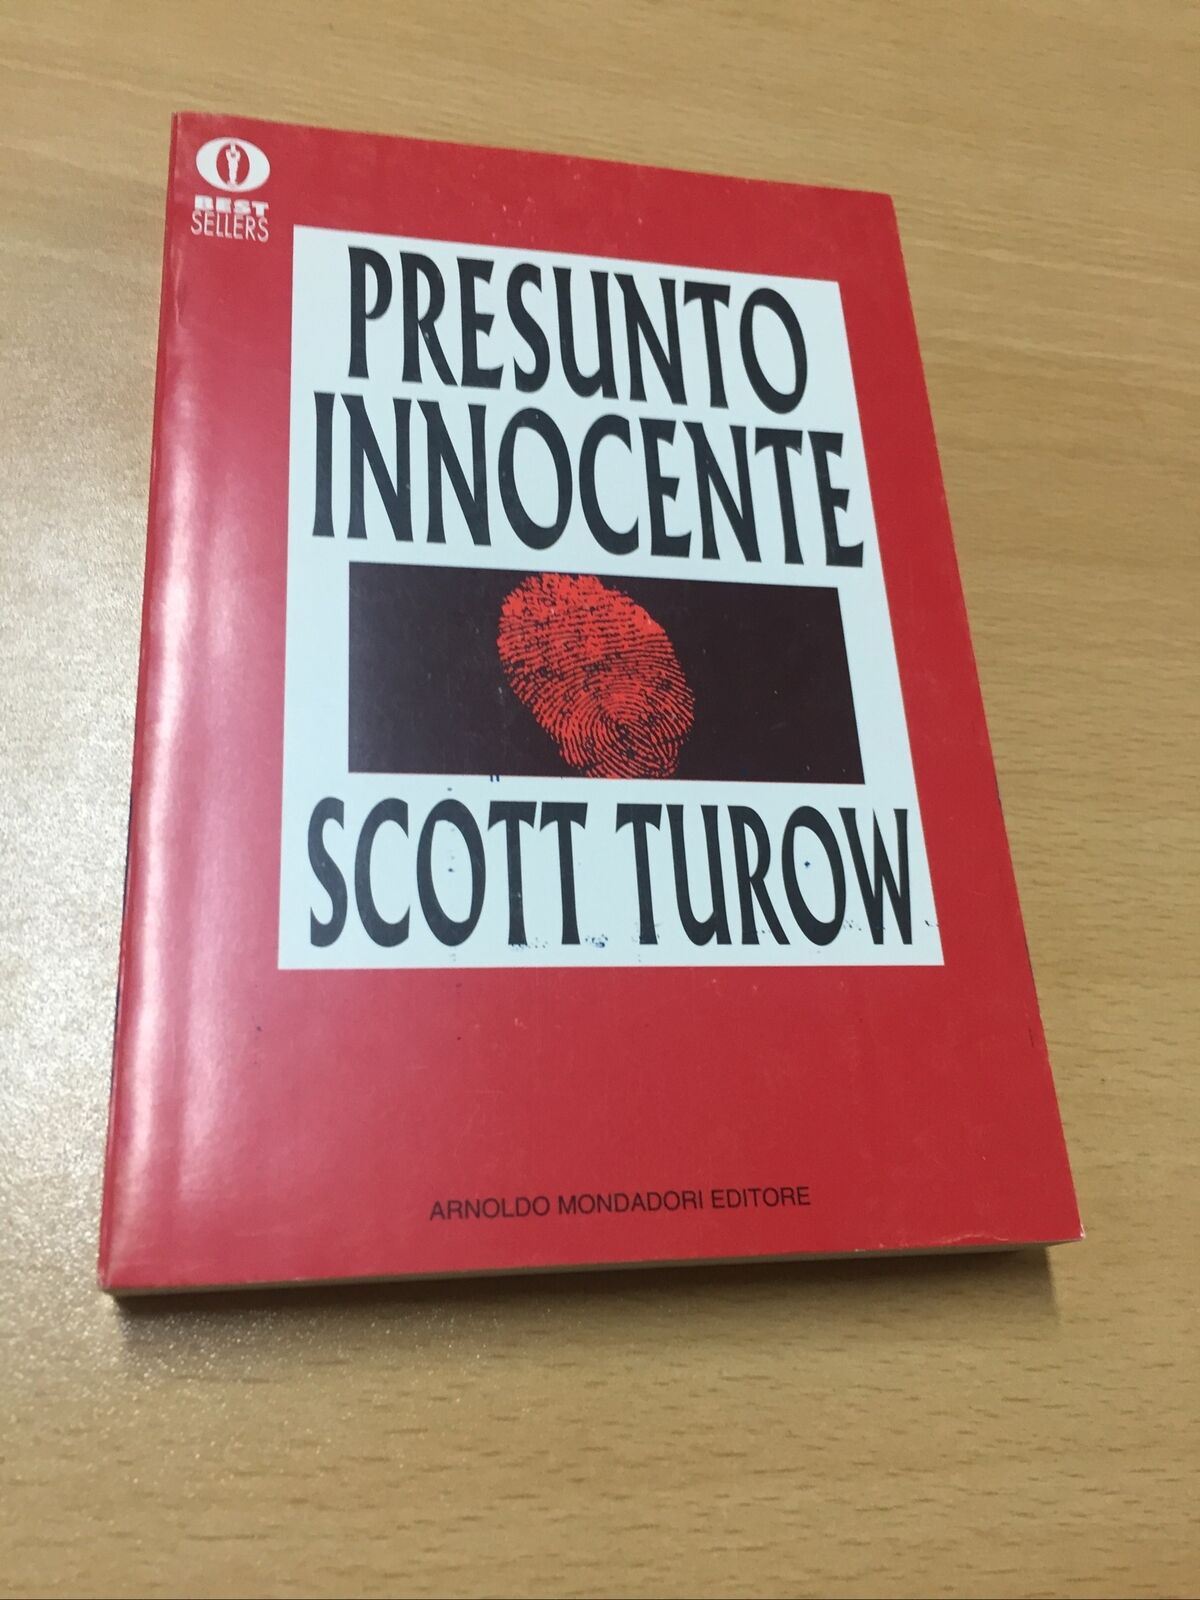 BEST
SELLERS
PRESUNTO
INNOCENTE
SCOTT TUROW
ARNOLDO MONDADORI EDITORE